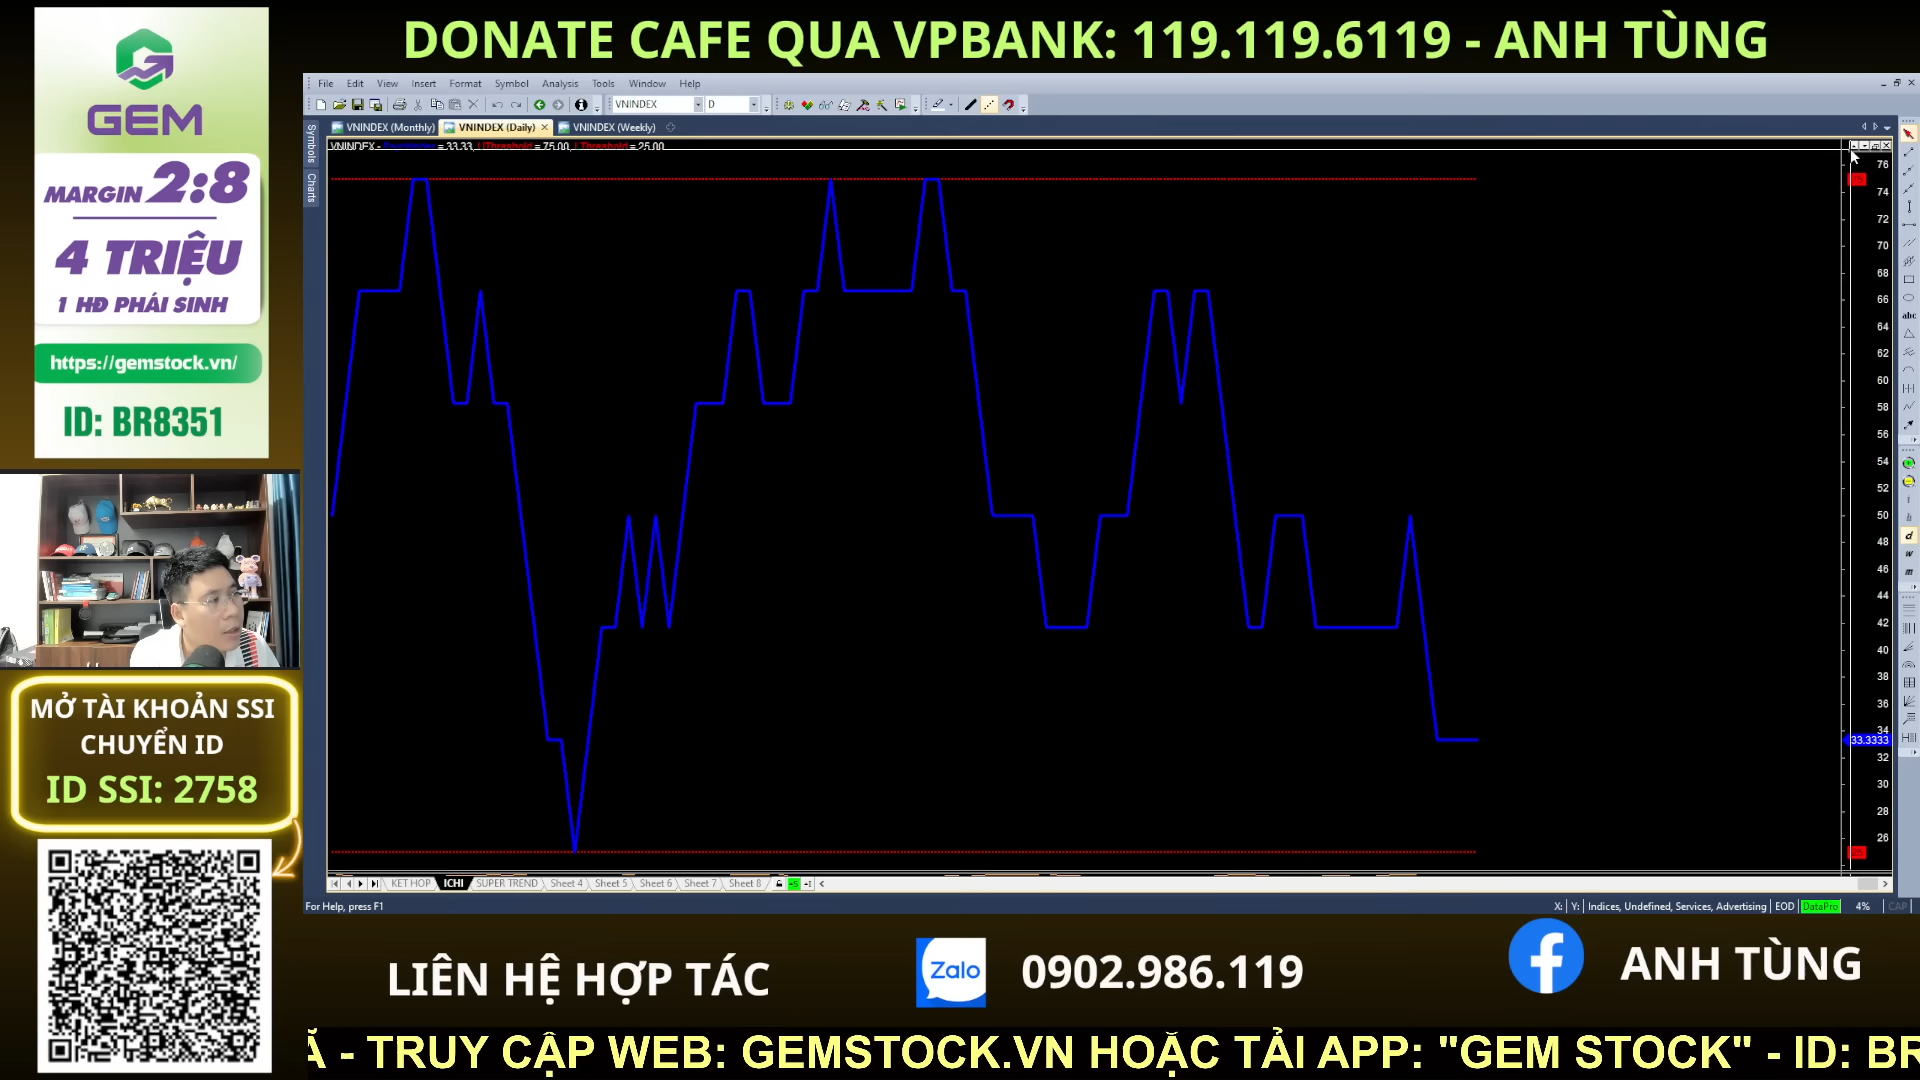 DONATE CAFE QUA VPBANK: 119.119.6119 - ANH TÙNG
GEM
MARGIN 2:8
4 TRIỆU
1 HĐ PHÁI SINH
https://gemstock.vn/
ID: BR8351
File Edit View Insert Format Symbol Analysis Tools Window Help
VNINDEX D
VNINDEX (Monthly) VNINDEX (Daily) VNINDEX (Weekly)
Symbols
Charts
76
74
72
70
68
66
64
62
60
58
56
54
52
50
48
46
44
42
40
38
36
34
33.3333
32
30
28
26
abc
d
w
m
KET HOP ICHI SUPER TREND Sheet 4 Sheet 5 Sheet 6 Sheet 7 Sheet 8
For Help, press F1
X: Y: Indices, Undefined, Services, Advertising EOD DataPro 4% CAP
MỞ TÀI KHOẢN SSI
CHUYỂN ID
ID SSI: 2758
LIÊN HỆ HỢP TÁC
Zalo
0902.986.119
ANH TÙNG
Ã - TRUY CẬP WEB: GEMSTOCK.VN HOẶC TẢI APP: "GEM STOCK" - ID: BR